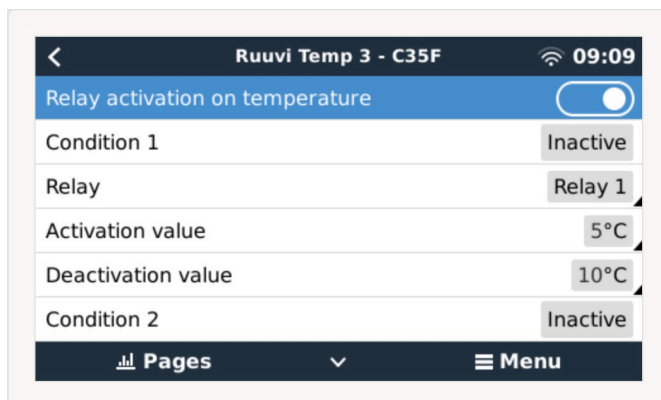 Ruuvi Temp 3 - C35F 09:09
Relay activation on temperature
Condition 1 Inactive
Relay Relay 1
Activation value 5°C
Deactivation value 10°C
Condition 2 Inactive
Pages Menu